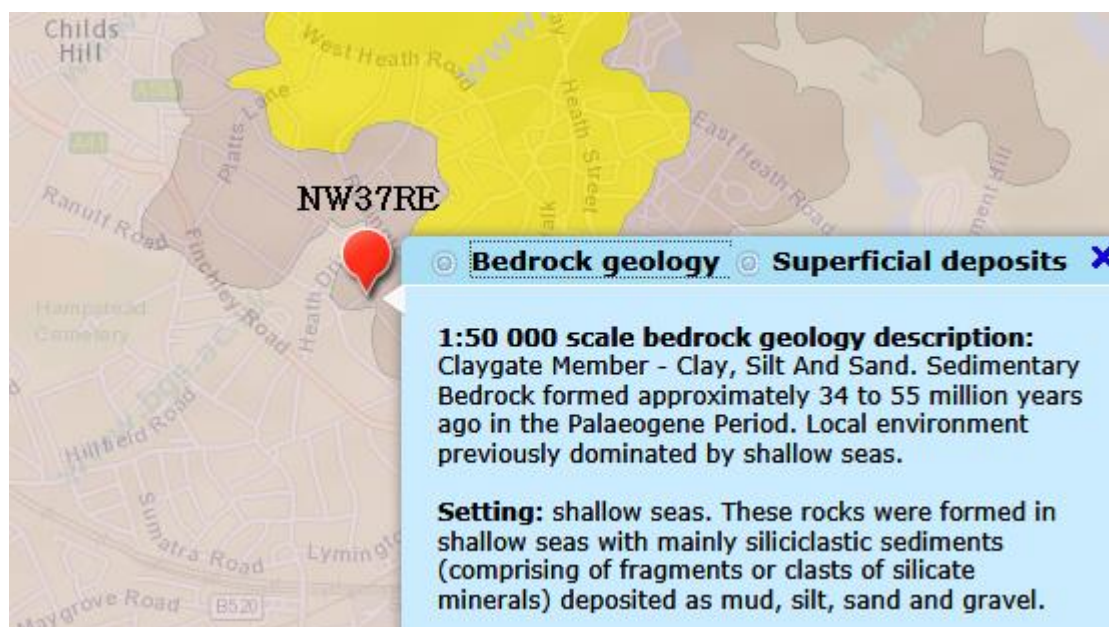 Childs
Hill
West Heath Road
Platts Lane
Heath Street
East Heath Road
NW37RE
Ranulf Road
Finchley Road
Heath
Hampstead
Cemetery
Sumatra Road
Lymingt
Maygrove Road
B520
Bedrock geology
Superficial deposits
1:50 000 scale bedrock geology description:
Claygate Member - Clay, Silt And Sand. Sedimentary
Bedrock formed approximately 34 to 55 million years
ago in the Palaeogene Period. Local environment
previously dominated by shallow seas.
Setting: shallow seas. These rocks were formed in
shallow seas with mainly siliciclastic sediments
(comprising of fragments or clasts of silicate
minerals) deposited as mud, silt, sand and gravel.